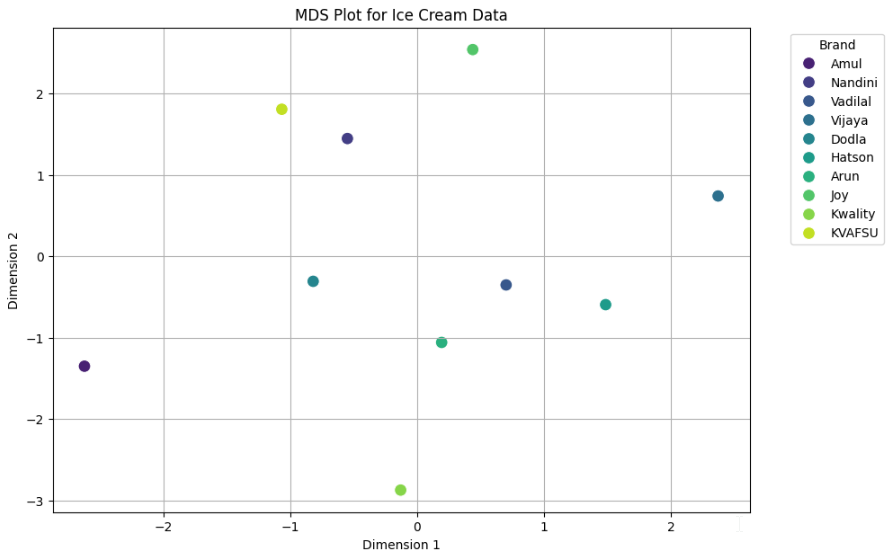 MDS Plot for Ice Cream Data
Brand
Amul
Nandini
Vadilal
Vijaya
Dodla
Hatson
Arun
Joy
Kwality
KVAFSU
2
1
0
−1
−2
−3
Dimension 2
−2 −1 0 1 2
Dimension 1